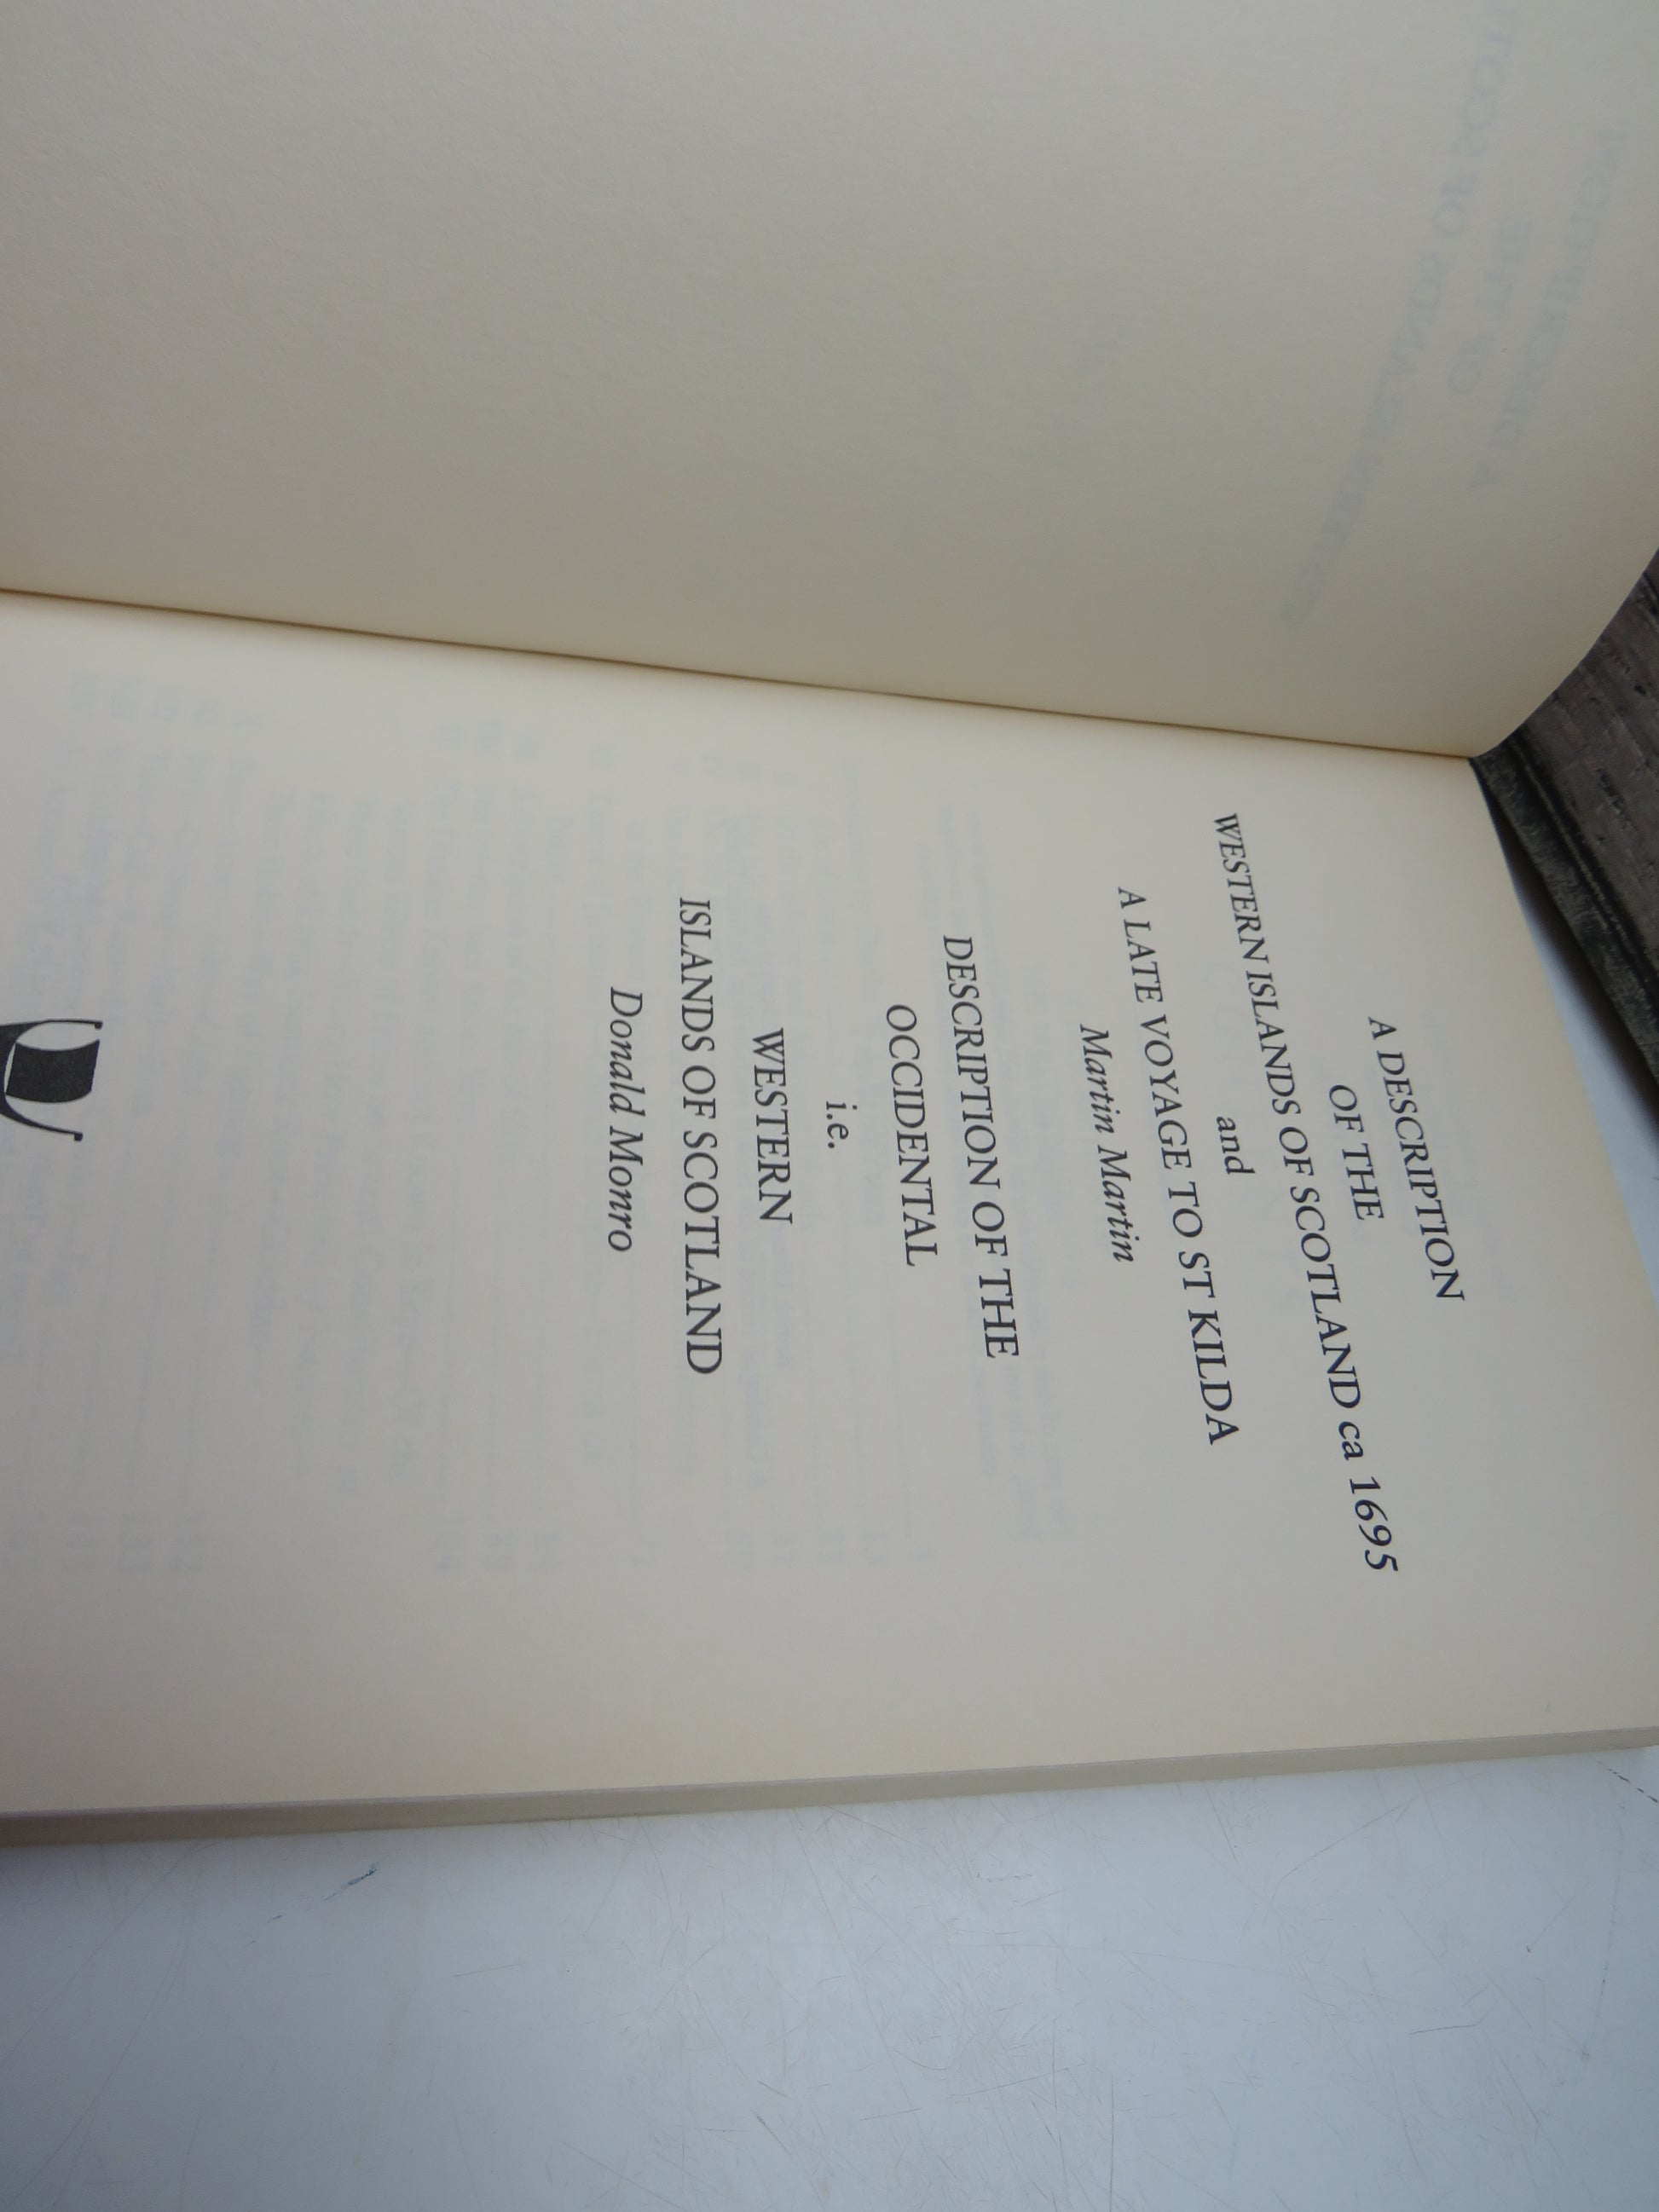 A DESCRIPTION
OF THE
WESTERN ISLANDS OF SCOTLAND ca 1695
and
A LATE VOYAGE TO ST KILDA
Martin Martin
DESCRIPTION OF THE
OCCIDENTAL
i.e.
WESTERN
ISLANDS OF SCOTLAND
Donald Monro